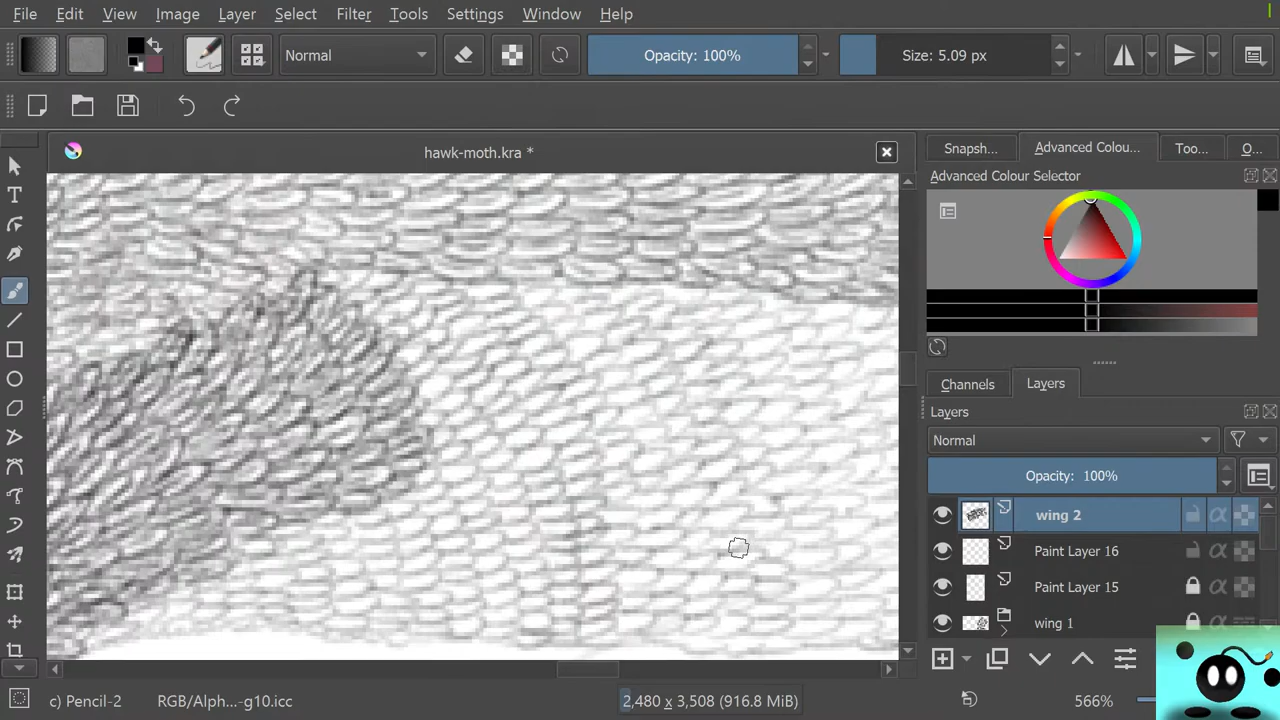 File Edit View Image Layer Select Filter Tools Settings Window Help
Normal Opacity: 100% Size: 5.09 px
hawk-moth.kra *
Snapsh... Advanced Colou... Too... O...
Advanced Colour Selector
Channels Layers
Layers
Normal
Opacity: 100%
wing 2
Paint Layer 16
Paint Layer 15
wing 1
c) Pencil-2 RGB/Alph...-g10.icc 2,480 x 3,508 (916.8 MiB) 566%